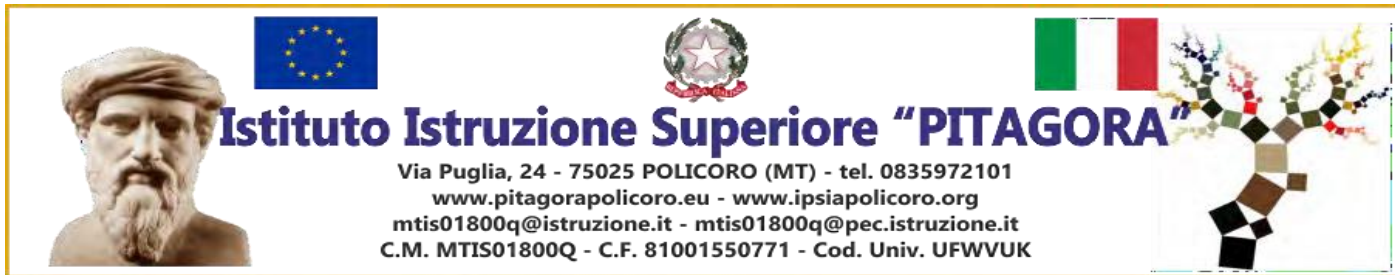 Istituto Istruzione Superiore “PITAGORA”
Via Puglia, 24 - 75025 POLICORO (MT) - tel. 0835972101
www.pitagorapolicoro.eu - www.ipsiapolicoro.org
mtis01800q@istruzione.it - mtis01800q@pec.istruzione.it
C.M. MTIS01800Q - C.F. 81001550771 - Cod. Univ. UFWVUK